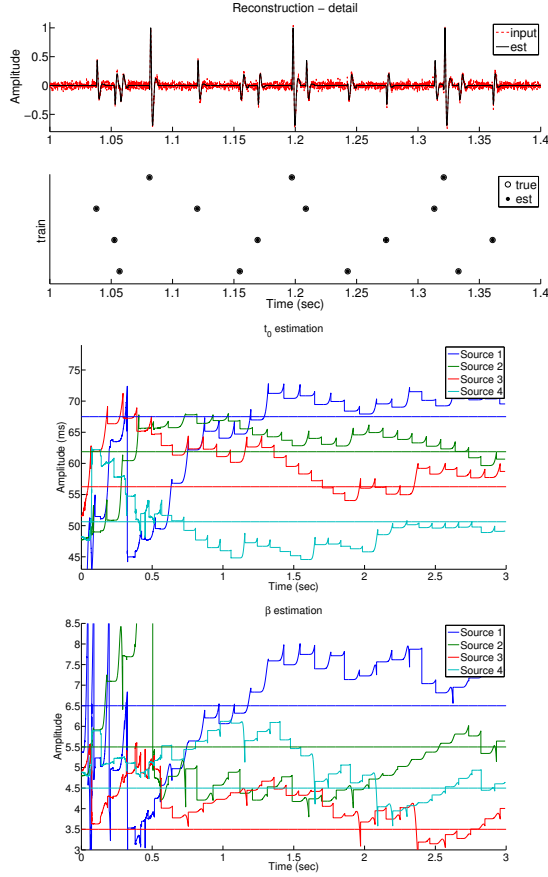 Reconstruction − detail
1
0.5
0
−0.5
Amplitude
input
est
1 1.05 1.1 1.15 1.2 1.25 1.3 1.35 1.4
train
true
est
1 1.05 1.1 1.15 1.2 1.25 1.3 1.35 1.4
Time (sec)
t0 estimation
75
70
65
60
55
50
45
Amplitude (ms)
Source 1
Source 2
Source 3
Source 4
0 0.5 1 1.5 2 2.5 3
Time (sec)
β estimation
8.5
8
7.5
7
6.5
6
5.5
5
4.5
4
3.5
3
Amplitude
Source 1
Source 2
Source 3
Source 4
0 0.5 1 1.5 2 2.5 3
Time (sec)